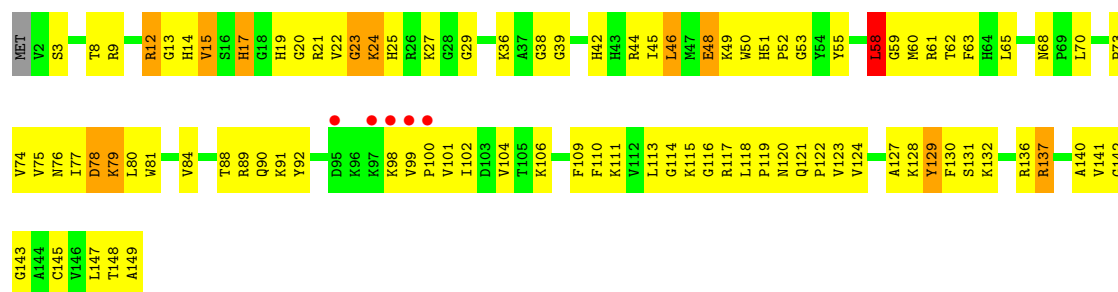 MET V2 S3 T8 R9 R12 G13 H14 V15 S16 H17 G18 H19 G20 R21 V22 G23 K24 H25 R26 K27 G28 G29 K36 A37 G38 G39 H42 H43 R44 I45 L46 M47 E48 K49 W50 H51 P52 G53 Y54 Y55 L58 G59 M60 R61 T62 F63 H64 L65 N68 P69 L70
V74 V75 N76 I77 D78 K79 L80 W81 V84 T88 R89 Q90 K91 Y92 D95 K96 K97 K98 V99 P100 V101 I102 D103 V104 T105 K106 F109 F110 K111 V112 L113 G114 K115 G116 R117 L118 P119 N120 Q121 P122 V123 V124 A127 K128 Y129 F130 S131 K132 R136 R137 A140 V141
G143 A144 C145 V146 L147 T148 A149